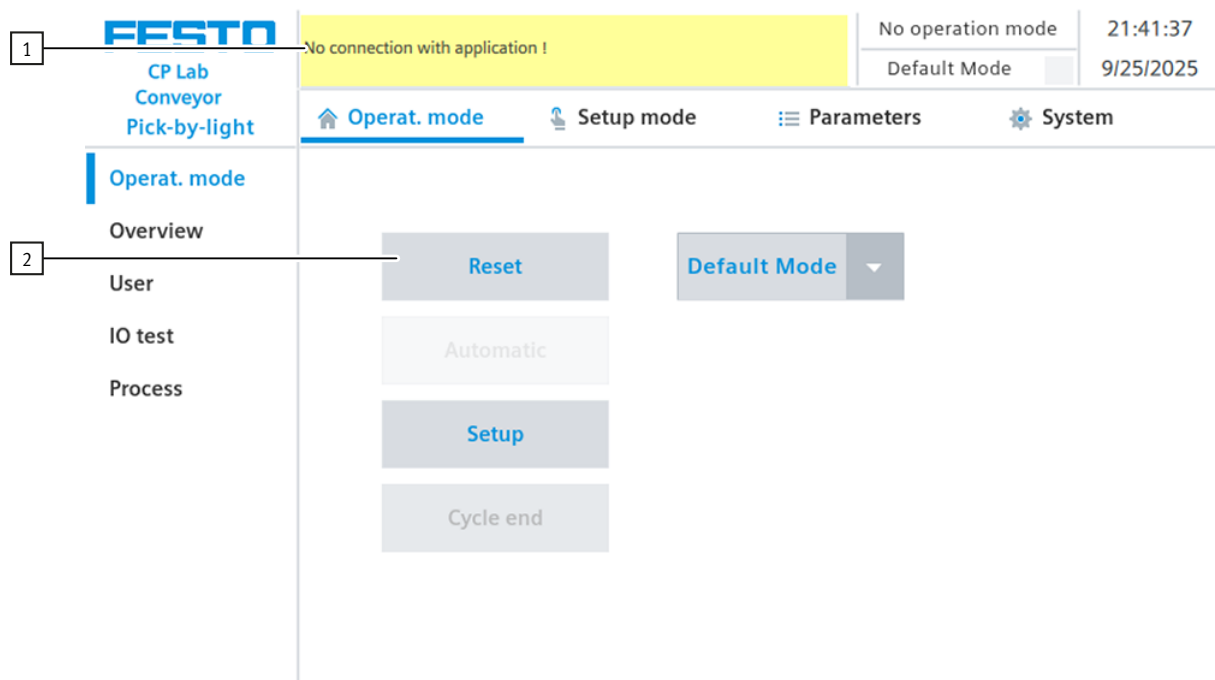 FESTO
CP Lab
Conveyor
Pick-by-light
1
No connection with application !
No operation mode
Default Mode
21:41:37
9/25/2025
Operat. mode
Setup mode
Parameters
System
Operat. mode
Overview
User
IO test
Process
2
Reset
Default Mode
Automatic
Setup
Cycle end